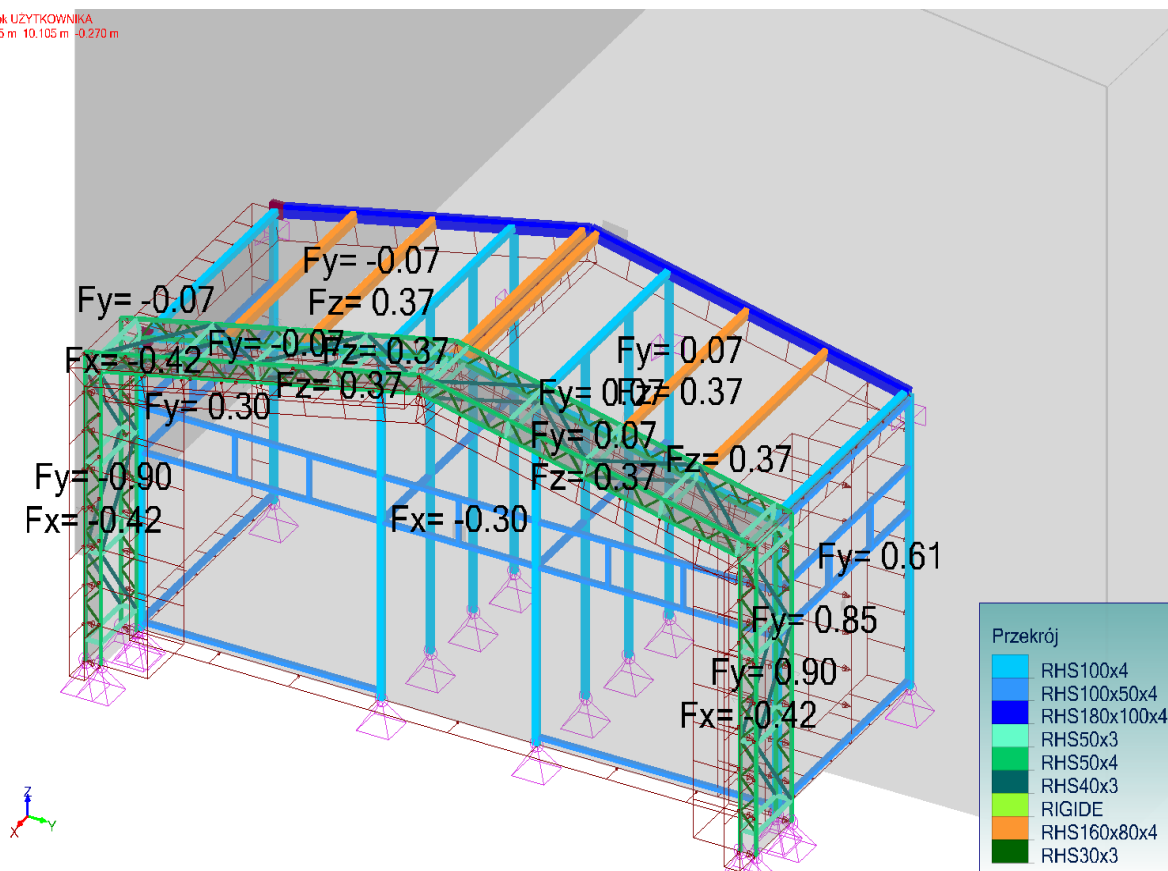 UŻYTKOWNIKA
m 10.105 m -0.270 m
Fy= -0.07
Fy= -0.07
Fz= 0.37
Fx= -0.42
Fy= -0.07
Fz= 0.37
Fz= 0.37
Fy= 0.30
Fy= 0.07
Fy= 0.07
Fz= 0.37
Fy= 0.07
Fz= 0.37
Fz= 0.37
Fy= -0.90
Fx= -0.42
Fx= -0.30
Fy= 0.61
Fy= 0.85
Fy= 0.90
Fx= -0.42
Przekrój
RHS100x4
RHS100x50x4
RHS180x100x4
RHS50x3
RHS50x4
RHS40x3
RIGIDE
RHS160x80x4
RHS30x3
Z
X
Y